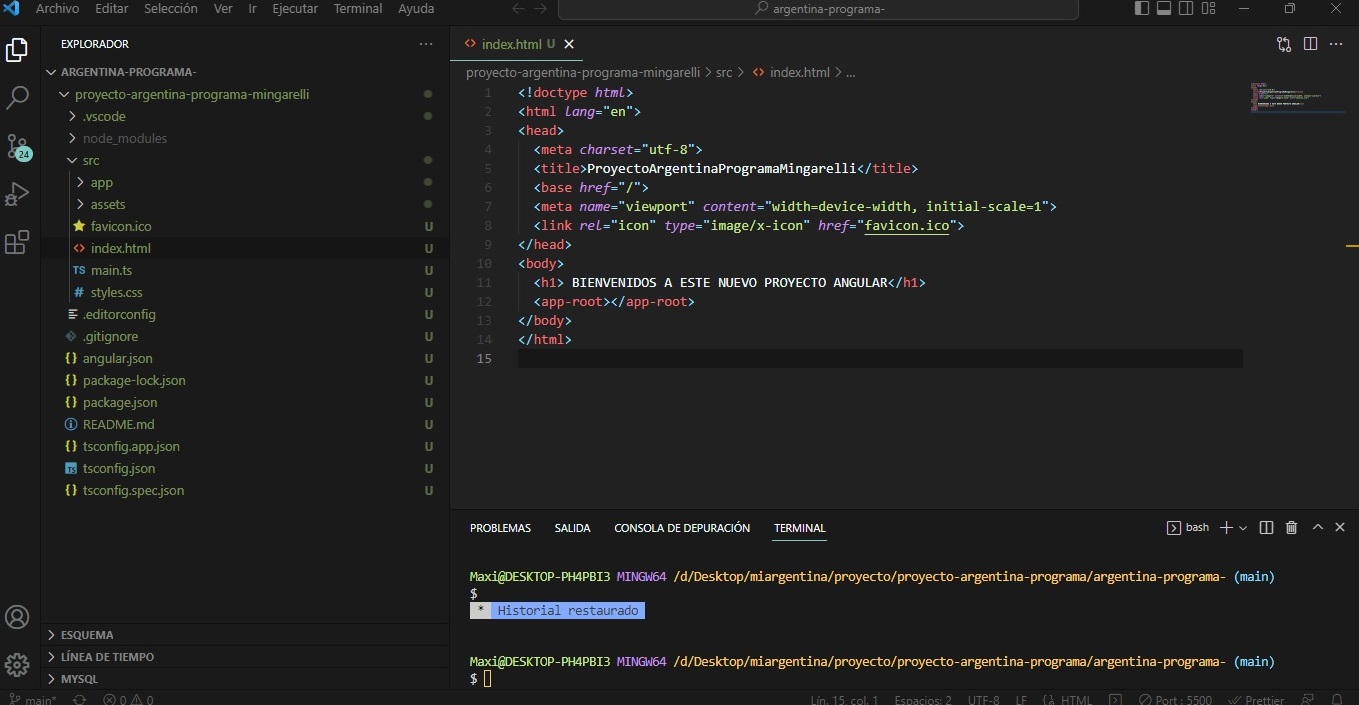 Archivo Editar Selección Ver Ir Ejecutar Terminal Ayuda
argentina-programa-
EXPLORADOR
ARGENTINA-PROGRAMA-
proyecto-argentina-programa-mingarelli
.vscode
node_modules
src
app
assets
favicon.ico U
index.html U
TS main.ts U
# styles.css U
.editorconfig U
.gitignore U
{} angular.json U
{} package-lock.json U
{} package.json U
README.md U
{} tsconfig.app.json U
TS tsconfig.json U
{} tsconfig.spec.json U
24
ESQUEMA
LÍNEA DE TIEMPO
MYSQL
index.html U
proyecto-argentina-programa-mingarelli > src > index.html > ...
1 <!doctype html>
2 <html lang="en">
3 <head>
4 <meta charset="utf-8">
5 <title>ProyectoArgentinaProgramaMingarelli</title>
6 <base href="/">
7 <meta name="viewport" content="width=device-width, initial-scale=1">
8 <link rel="icon" type="image/x-icon" href="favicon.ico">
9 </head>
10 <body>
11 <h1> BIENVENIDOS A ESTE NUEVO PROYECTO ANGULAR</h1>
12 <app-root></app-root>
13 </body>
14 </html>
15
PROBLEMAS SALIDA CONSOLA DE DEPURACIÓN TERMINAL
bash
Maxi@DESKTOP-PH4PBI3 MINGW64 /d/Desktop/miargentina/proyecto/proyecto-argentina-programa/argentina-programa- (main)
$
* Historial restaurado
Maxi@DESKTOP-PH4PBI3 MINGW64 /d/Desktop/miargentina/proyecto/proyecto-argentina-programa/argentina-programa- (main)
$
main* 0 0 Lín. 15, col. 1 Espacios: 2 UTF-8 LF {} HTML Port : 5500 Prettier